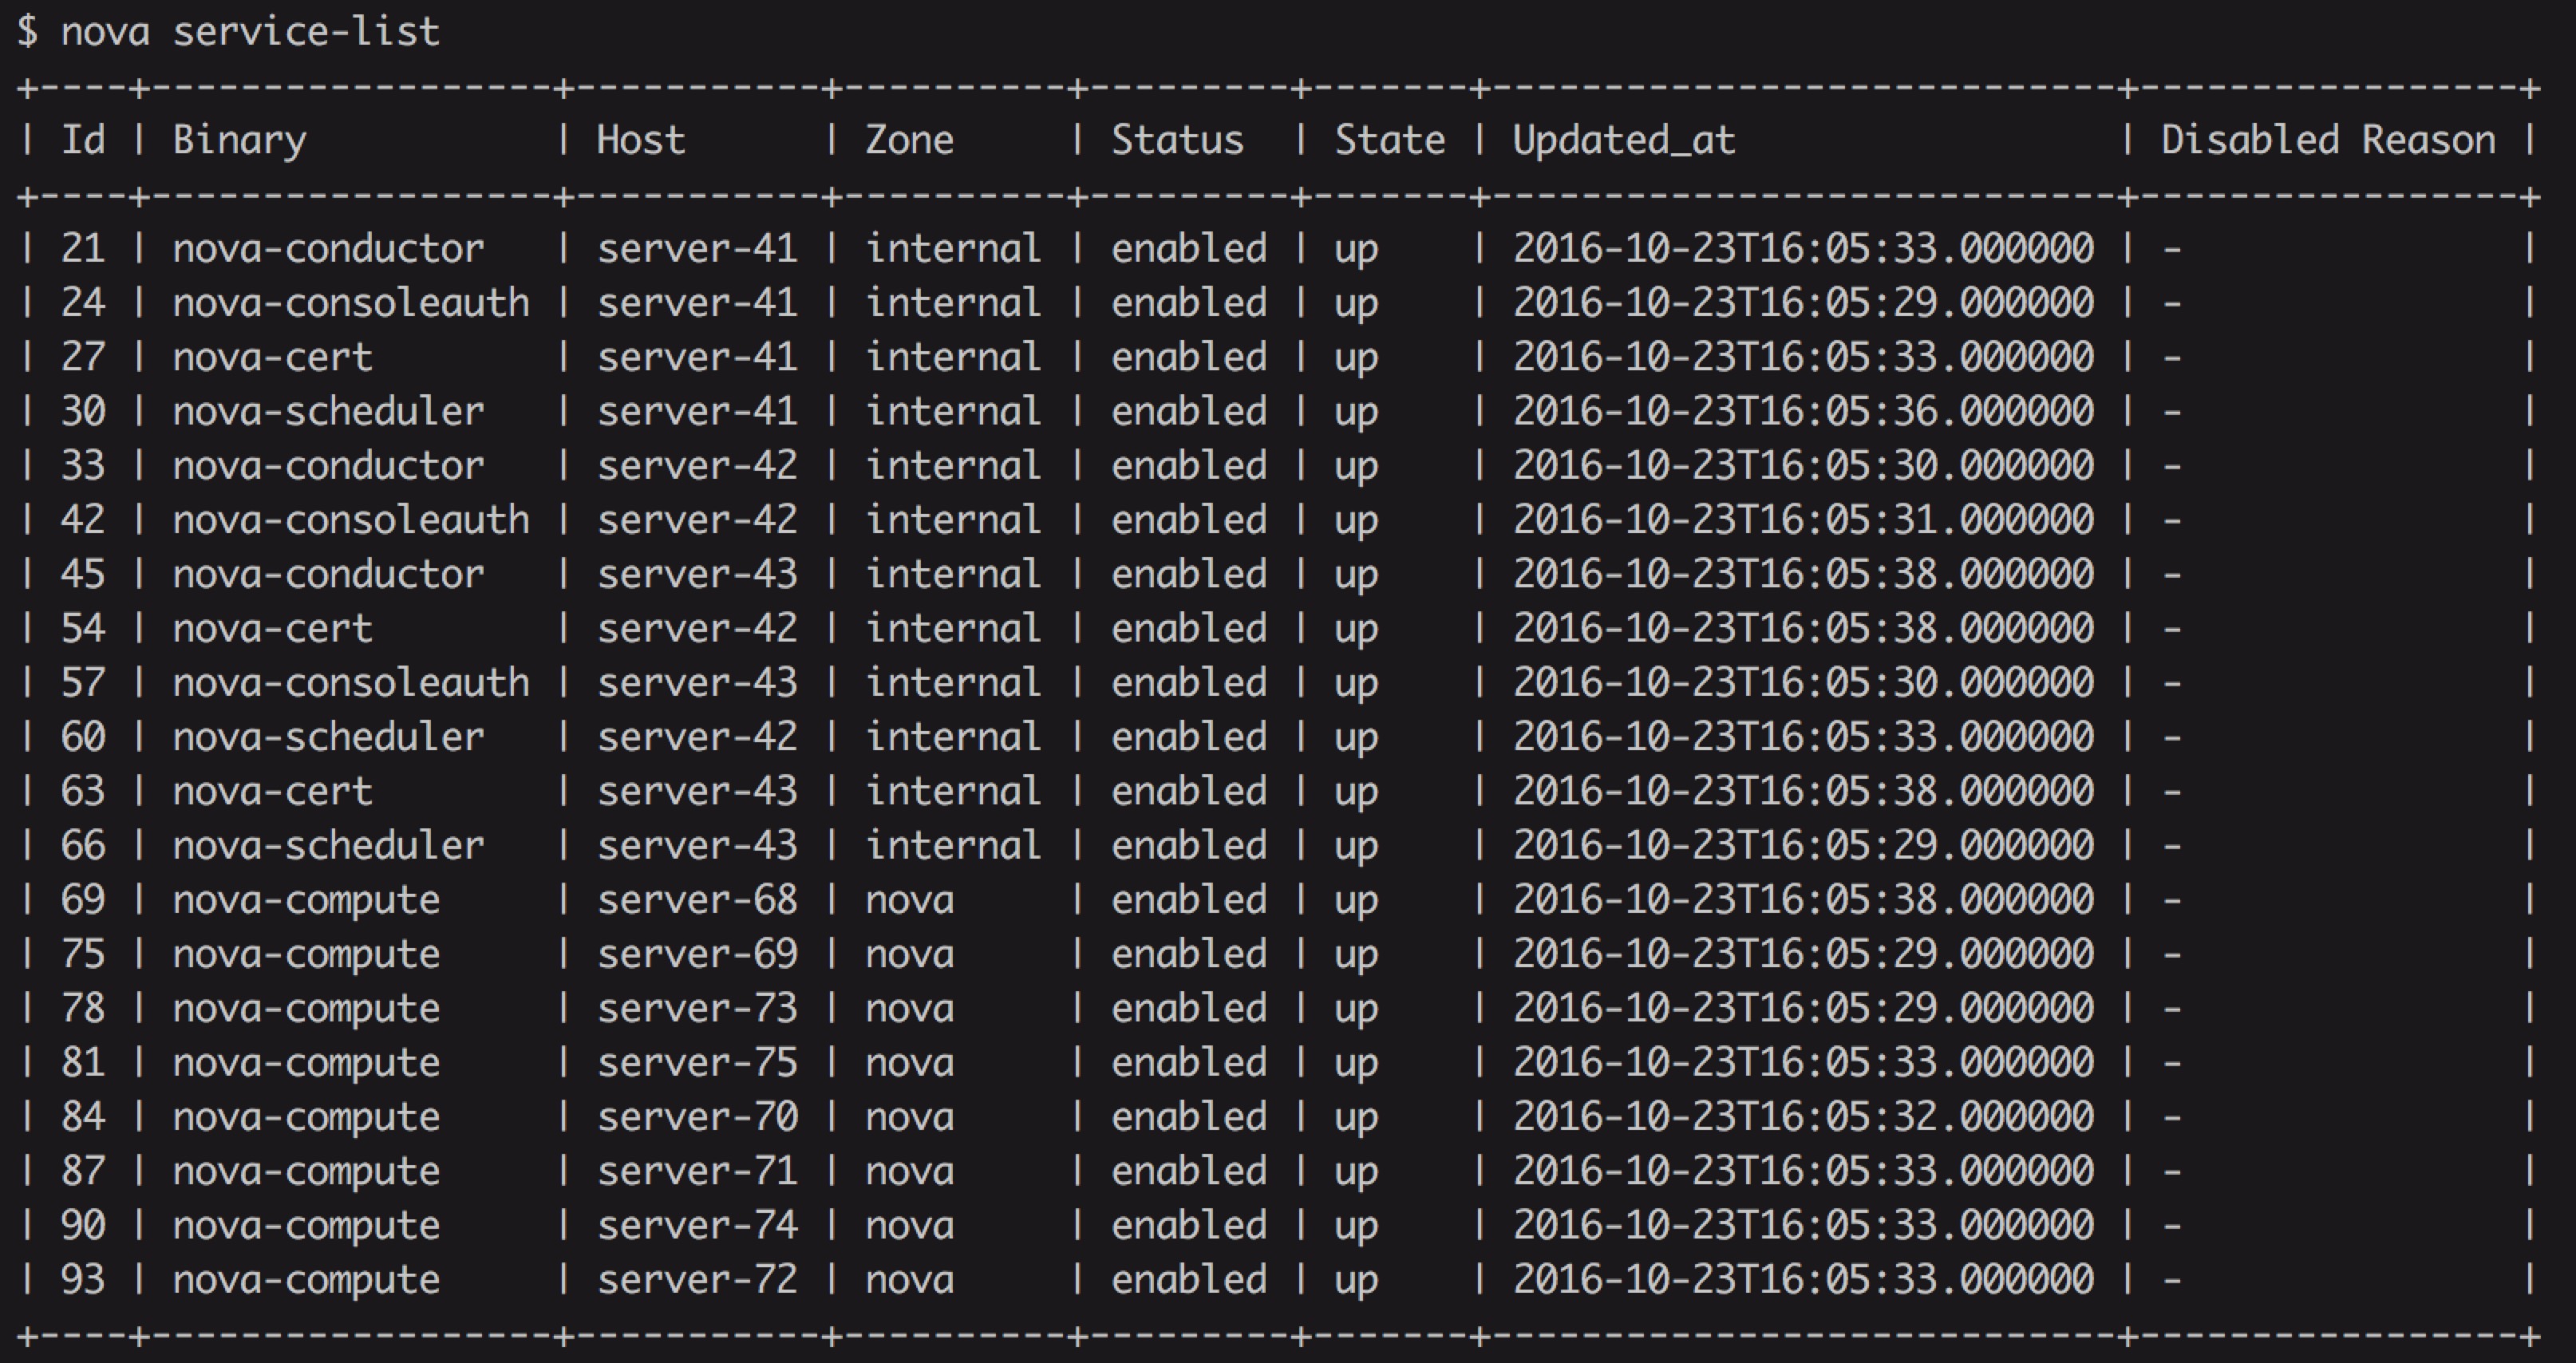 $ nova service-list
+----+------------------+-----------+----------+---------+-------+----------------------------+-----------------+
| Id | Binary           | Host      | Zone     | Status  | State | Updated_at                 | Disabled Reason |
+----+------------------+-----------+----------+---------+-------+----------------------------+-----------------+
| 21 | nova-conductor   | server-41 | internal | enabled | up    | 2016-10-23T16:05:33.000000 | -               |
| 24 | nova-consoleauth | server-41 | internal | enabled | up    | 2016-10-23T16:05:29.000000 | -               |
| 27 | nova-cert        | server-41 | internal | enabled | up    | 2016-10-23T16:05:33.000000 | -               |
| 30 | nova-scheduler   | server-41 | internal | enabled | up    | 2016-10-23T16:05:36.000000 | -               |
| 33 | nova-conductor   | server-42 | internal | enabled | up    | 2016-10-23T16:05:30.000000 | -               |
| 42 | nova-consoleauth | server-42 | internal | enabled | up    | 2016-10-23T16:05:31.000000 | -               |
| 45 | nova-conductor   | server-43 | internal | enabled | up    | 2016-10-23T16:05:38.000000 | -               |
| 54 | nova-cert        | server-42 | internal | enabled | up    | 2016-10-23T16:05:38.000000 | -               |
| 57 | nova-consoleauth | server-43 | internal | enabled | up    | 2016-10-23T16:05:30.000000 | -               |
| 60 | nova-scheduler   | server-42 | internal | enabled | up    | 2016-10-23T16:05:33.000000 | -               |
| 63 | nova-cert        | server-43 | internal | enabled | up    | 2016-10-23T16:05:38.000000 | -               |
| 66 | nova-scheduler   | server-43 | internal | enabled | up    | 2016-10-23T16:05:29.000000 | -               |
| 69 | nova-compute     | server-68 | nova     | enabled | up    | 2016-10-23T16:05:38.000000 | -               |
| 75 | nova-compute     | server-69 | nova     | enabled | up    | 2016-10-23T16:05:29.000000 | -               |
| 78 | nova-compute     | server-73 | nova     | enabled | up    | 2016-10-23T16:05:29.000000 | -               |
| 81 | nova-compute     | server-75 | nova     | enabled | up    | 2016-10-23T16:05:33.000000 | -               |
| 84 | nova-compute     | server-70 | nova     | enabled | up    | 2016-10-23T16:05:32.000000 | -               |
| 87 | nova-compute     | server-71 | nova     | enabled | up    | 2016-10-23T16:05:33.000000 | -               |
| 90 | nova-compute     | server-74 | nova     | enabled | up    | 2016-10-23T16:05:33.000000 | -               |
| 93 | nova-compute     | server-72 | nova     | enabled | up    | 2016-10-23T16:05:33.000000 | -               |
+----+------------------+-----------+----------+---------+-------+----------------------------+-----------------+